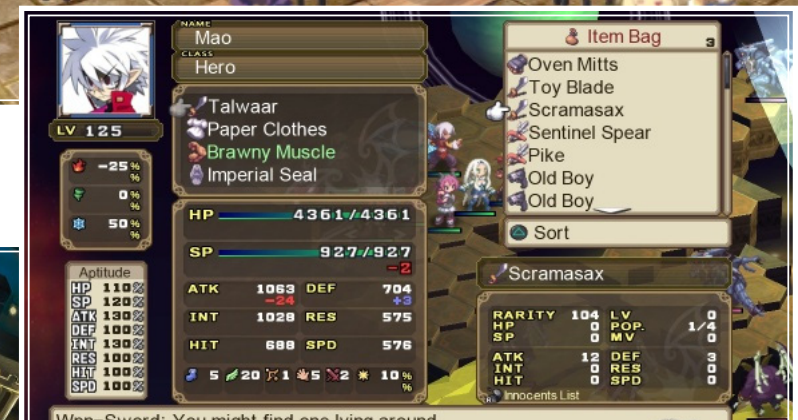 NAME
Mao
CLASS
Hero
LV 125
Talwaar
Paper Clothes
Brawny Muscle
Imperial Seal
-25%
%
0%
%
50%
%
HP 4361/4361
SP 927/927
-2
ATK 1063 DEF 704
-24 +3
INT 1028 RES 575
HIT 688 SPD 576
5 20 1 5 2 10%
%
Aptitude
HP 110%
SP 120%
ATK 130%
DEF 100%
INT 130%
RES 100%
HIT 100%
SPD 100%
Item Bag 3
Oven Mitts
Toy Blade
Scramasax
Sentinel Spear
Pike
Old Boy
Old Boy
Sort
Scramasax
RARITY 104 LV 0
HP 0 POP. 1/4
SP 0 MV 0
ATK 12 DEF 3
INT 0 RES 0
HIT 0 SPD 0
R Innocents List
Wpn-Sword: You might find one lying around